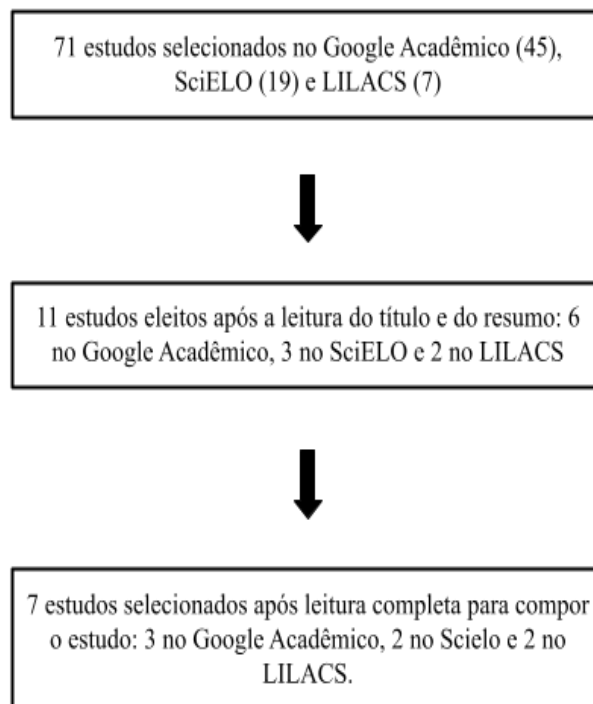 71 estudos selecionados no Google Acadêmico (45),
SciELO (19) e LILACS (7)
11 estudos eleitos após a leitura do título e do resumo: 6
no Google Acadêmico, 3 no SciELO e 2 no LILACS
7 estudos selecionados após leitura completa para compor
o estudo: 3 no Google Acadêmico, 2 no Scielo e 2 no
LILACS.